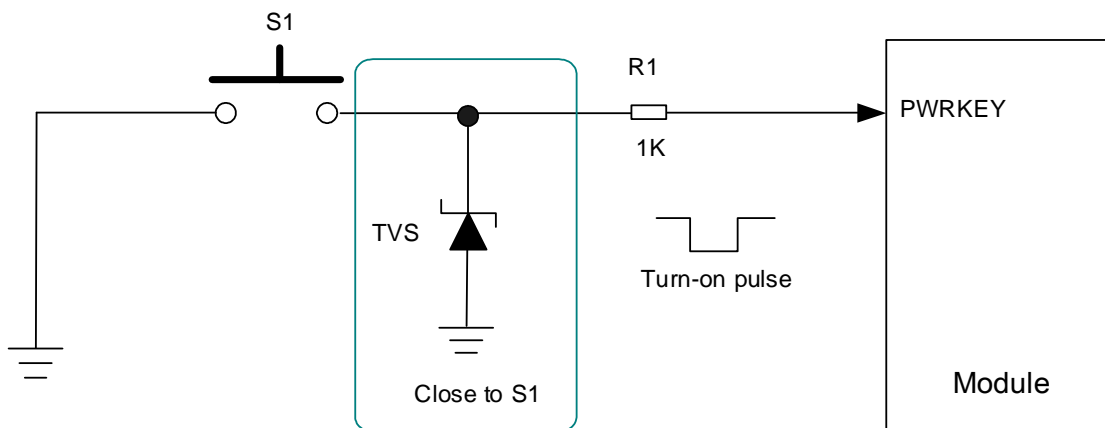 S1
R1
PWRKEY
1K
TVS
Turn-on pulse
Close to S1
Module